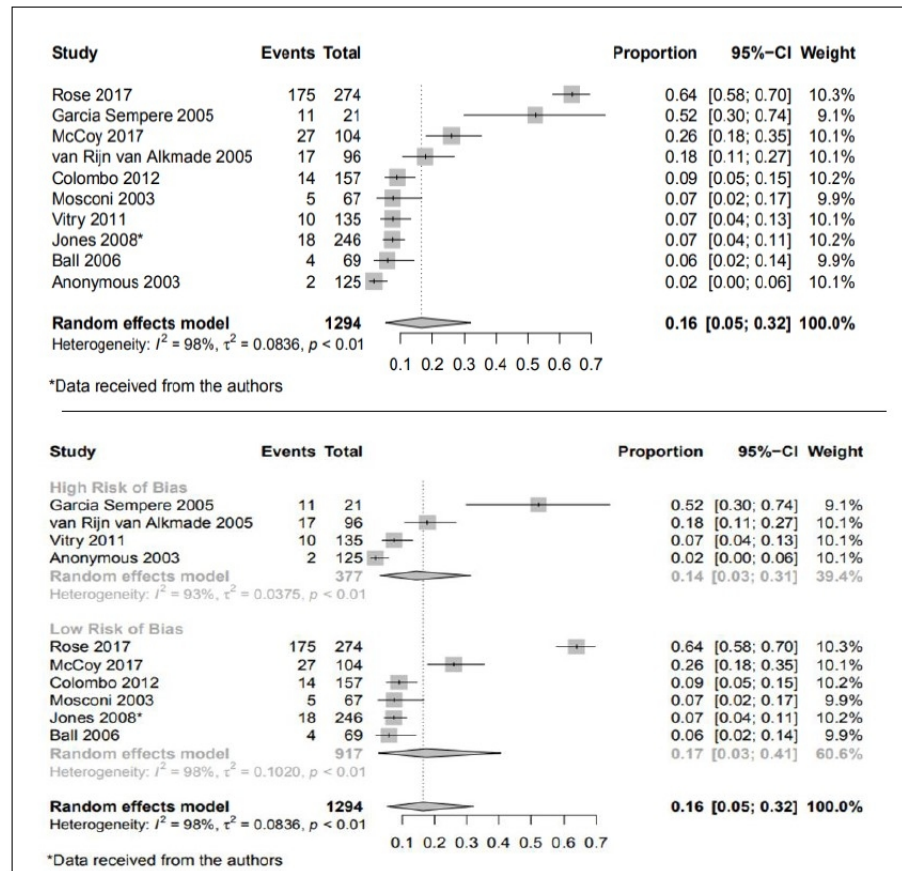 Study Events Total Proportion 95%-CI Weight
Rose 2017 175 274 0.64 [0.58; 0.70] 10.3%
Garcia Sempere 2005 11 21 0.52 [0.30; 0.74] 9.1%
McCoy 2017 27 104 0.26 [0.18; 0.35] 10.1%
van Rijn van Alkmade 2005 17 96 0.18 [0.11; 0.27] 10.1%
Colombo 2012 14 157 0.09 [0.05; 0.15] 10.2%
Mosconi 2003 5 67 0.07 [0.02; 0.17] 9.9%
Vitry 2011 10 135 0.07 [0.04; 0.13] 10.1%
Jones 2008* 18 246 0.07 [0.04; 0.11] 10.2%
Ball 2006 4 69 0.06 [0.02; 0.14] 9.9%
Anonymous 2003 2 125 0.02 [0.00; 0.06] 10.1%
Random effects model 1294 0.16 [0.05; 0.32] 100.0%
Heterogeneity: I² = 98%, τ² = 0.0836, p < 0.01
0.1 0.2 0.3 0.4 0.5 0.6 0.7
*Data received from the authors
Study Events Total Proportion 95%-CI Weight
High Risk of Bias
Garcia Sempere 2005 11 21 0.52 [0.30; 0.74] 9.1%
van Rijn van Alkmade 2005 17 96 0.18 [0.11; 0.27] 10.1%
Vitry 2011 10 135 0.07 [0.04; 0.13] 10.1%
Anonymous 2003 2 125 0.02 [0.00; 0.06] 10.1%
Random effects model 377 0.14 [0.03; 0.31] 39.4%
Heterogeneity: I² = 93%, τ² = 0.0375, p < 0.01
Low Risk of Bias
Rose 2017 175 274 0.64 [0.58; 0.70] 10.3%
McCoy 2017 27 104 0.26 [0.18; 0.35] 10.1%
Colombo 2012 14 157 0.09 [0.05; 0.15] 10.2%
Mosconi 2003 5 67 0.07 [0.02; 0.17] 9.9%
Jones 2008* 18 246 0.07 [0.04; 0.11] 10.2%
Ball 2006 4 69 0.06 [0.02; 0.14] 9.9%
Random effects model 917 0.17 [0.03; 0.41] 60.6%
Heterogeneity: I² = 98%, τ² = 0.1020, p < 0.01
Random effects model 1294 0.16 [0.05; 0.32] 100.0%
Heterogeneity: I² = 98%, τ² = 0.0836, p < 0.01
0.1 0.2 0.3 0.4 0.5 0.6 0.7
*Data received from the authors